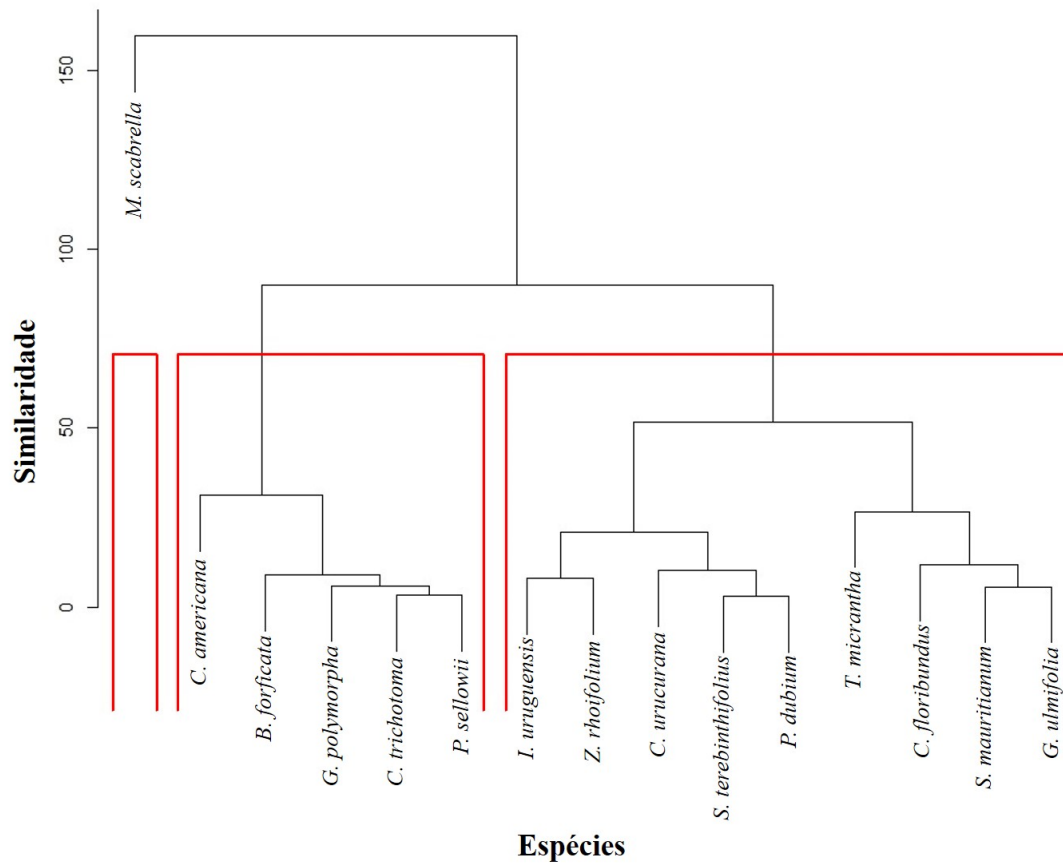 Similaridade
150
100
50
0
M. scabrella
C. americana
B. forficata
G. polymorpha
C. trichotoma
P. sellowii
I. uruguensis
Z. rhoifolium
C. urucurana
S. terebinthifolius
P. dubium
T. micrantha
C. floribundus
S. mauritianum
G. ulmifolia
Espécies